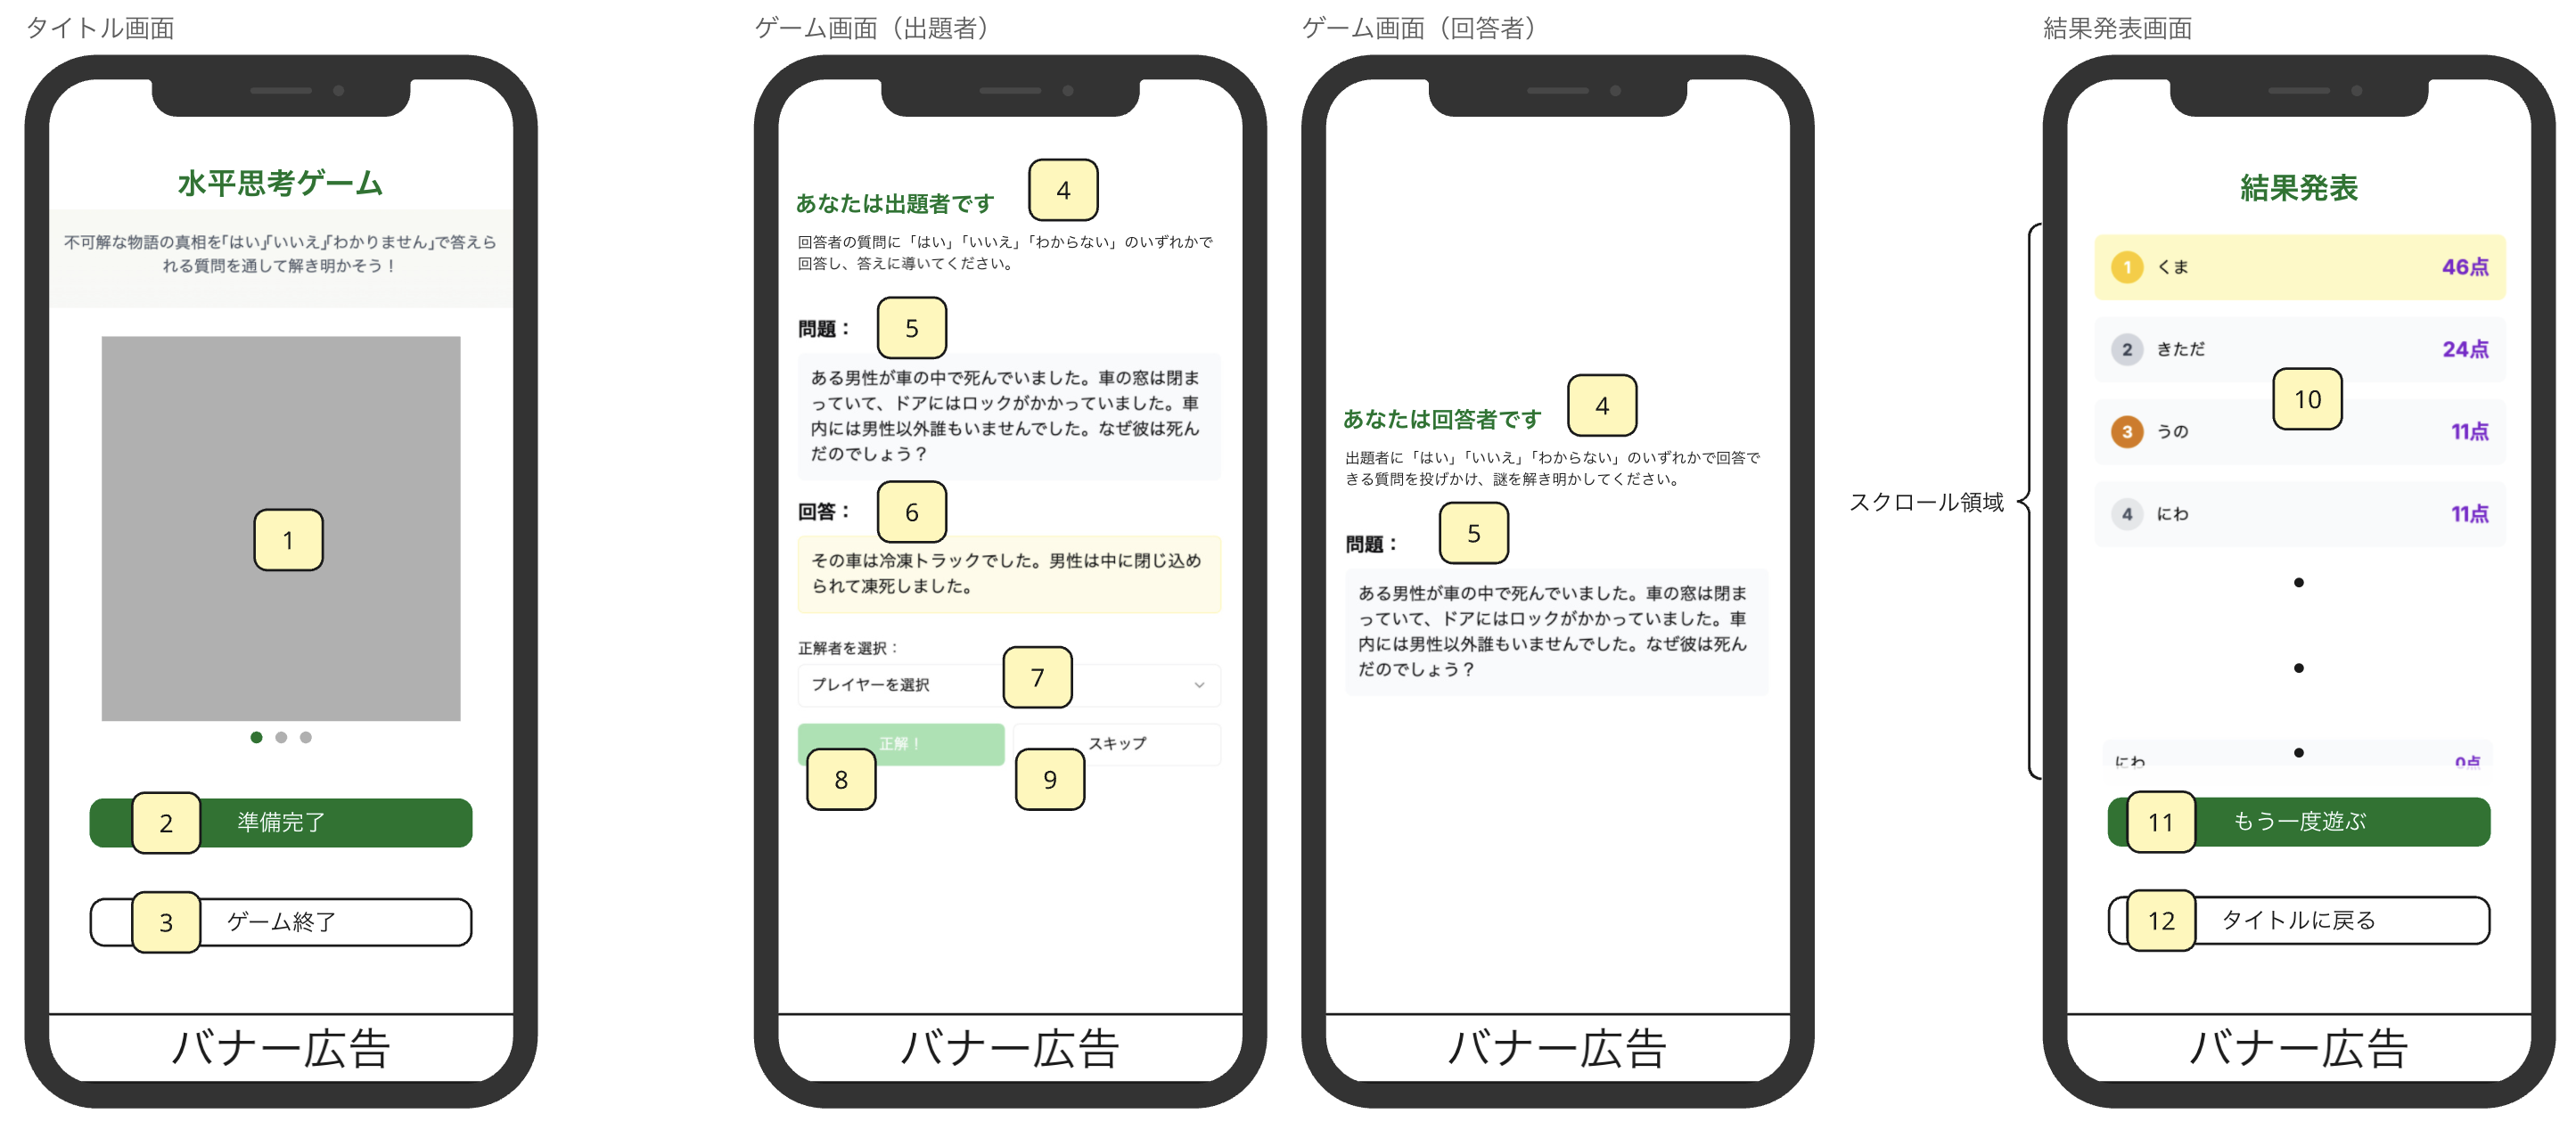 タイトル画面
水平思考ゲーム
不可解な物語の真相を「はい」「いいえ」「わかりません」で答えら
れる質問を通して解き明かそう！
1
2
準備完了
3
ゲーム終了
バナー広告
ゲーム画面（出題者）
あなたは出題者です
4
回答者の質問に「はい」「いいえ」「わからない」のいずれかで
回答し、答えに導いてください。
問題：
5
ある男性が車の中で死んでいました。車の窓は閉ま
っていて、ドアにはロックがかかっていました。車
内には男性以外誰もいませんでした。なぜ彼は死ん
だのでしょう？
回答：
6
その車は冷凍トラックでした。男性は中に閉じ込め
られて凍死しました。
正解者を選択：
プレイヤーを選択
7
正解！
スキップ
8
9
バナー広告
ゲーム画面（回答者）
あなたは回答者です
4
出題者に「はい」「いいえ」「わからない」のいずれかで回答で
きる質問を投げかけ、謎を解き明かしてください。
問題：
5
ある男性が車の中で死んでいました。車の窓は閉ま
っていて、ドアにはロックがかかっていました。車
内には男性以外誰もいませんでした。なぜ彼は死ん
だのでしょう？
バナー広告
スクロール領域
結果発表画面
結果発表
1 くま 46点
2 きただ 24点
10
3 うの 11点
4 にわ 11点
にわ 0点
11
もう一度遊ぶ
12
タイトルに戻る
バナー広告